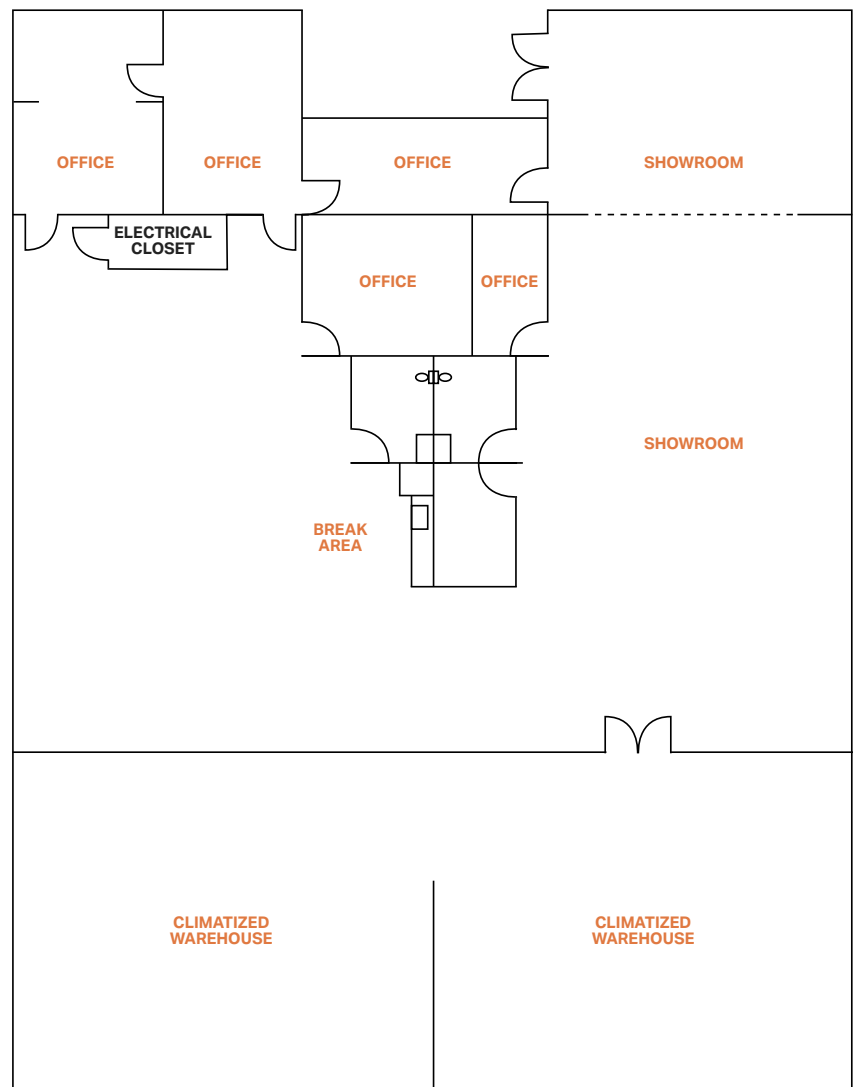 OFFICE
OFFICE
OFFICE
SHOWROOM
ELECTRICAL
CLOSET
OFFICE
OFFICE
SHOWROOM
BREAK
AREA
CLIMATIZED
WAREHOUSE
CLIMATIZED
WAREHOUSE